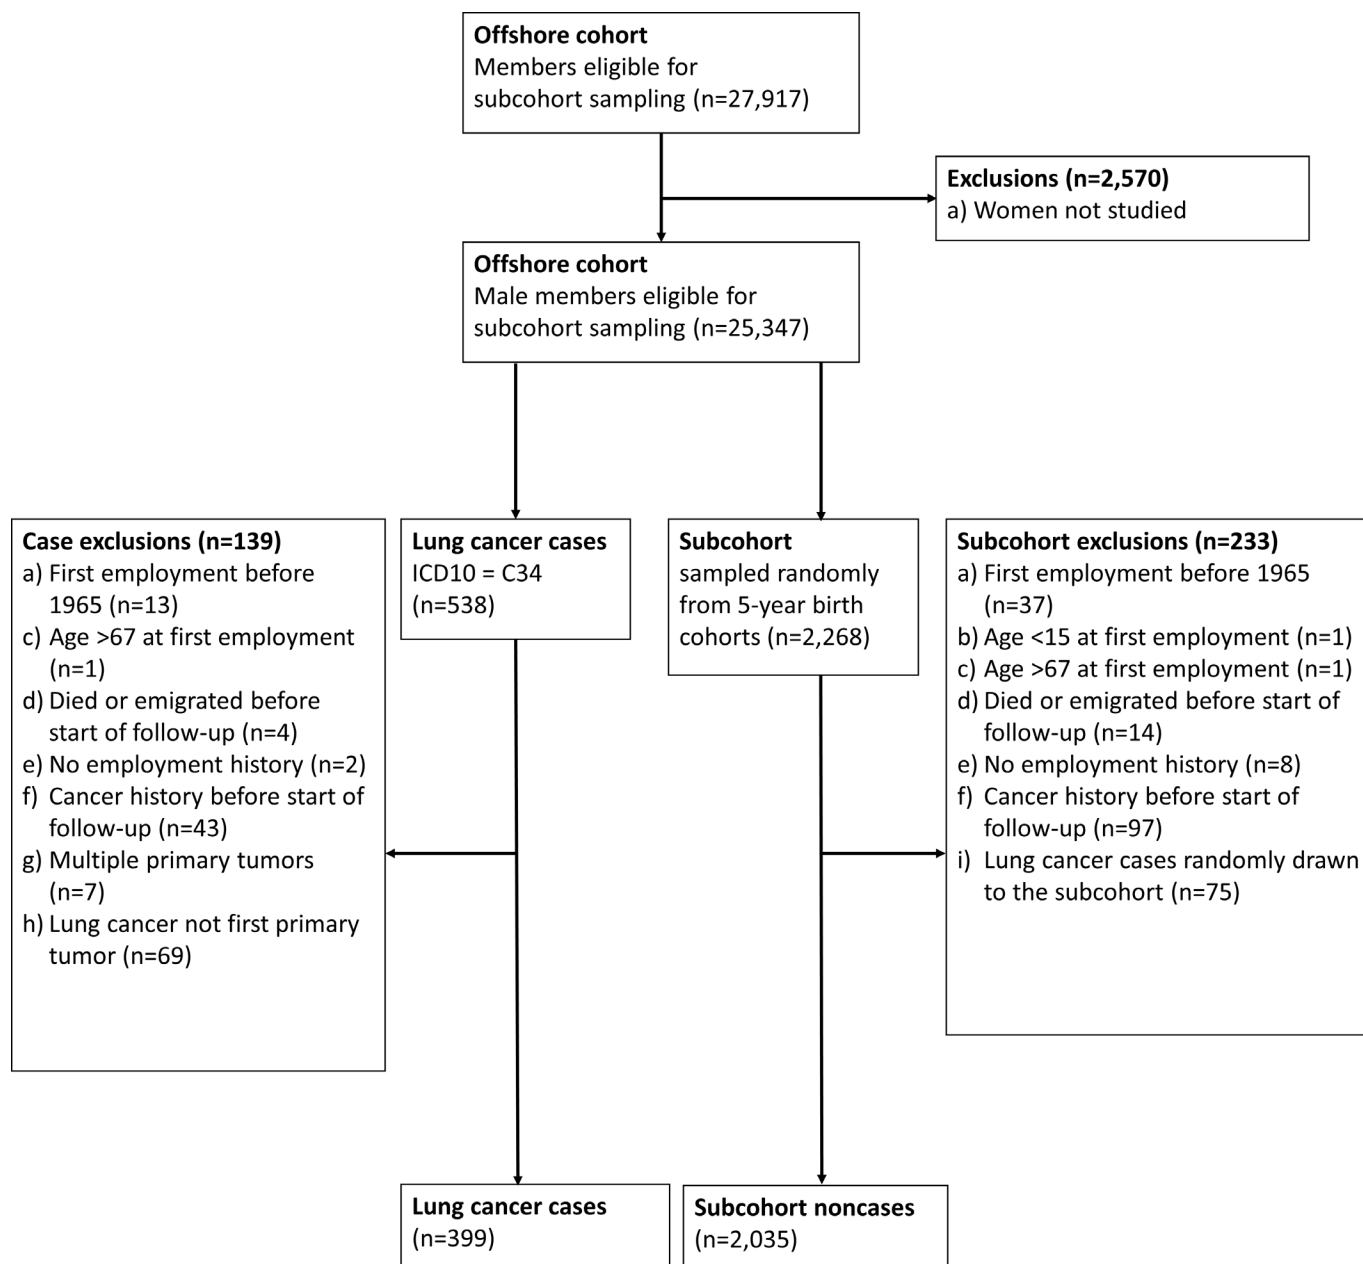 Offshore cohort
Members eligible for
subcohort sampling (n=27,917)
Exclusions (n=2,570)
a) Women not studied
Offshore cohort
Male members eligible for
subcohort sampling (n=25,347)
Case exclusions (n=139)
a) First employment before
1965 (n=13)
c) Age >67 at first employment
(n=1)
d) Died or emigrated before
start of follow-up (n=4)
e) No employment history (n=2)
f) Cancer history before start of
follow-up (n=43)
g) Multiple primary tumors
(n=7)
h) Lung cancer not first primary
tumor (n=69)
Lung cancer cases
ICD10 = C34
(n=538)
Subcohort
sampled randomly
from 5-year birth
cohorts (n=2,268)
Subcohort exclusions (n=233)
a) First employment before 1965
(n=37)
b) Age <15 at first employment (n=1)
c) Age >67 at first employment (n=1)
d) Died or emigrated before start of
follow-up (n=14)
e) No employment history (n=8)
f) Cancer history before start of
follow-up (n=97)
i) Lung cancer cases randomly drawn
to the subcohort (n=75)
Lung cancer cases
(n=399)
Subcohort noncases
(n=2,035)